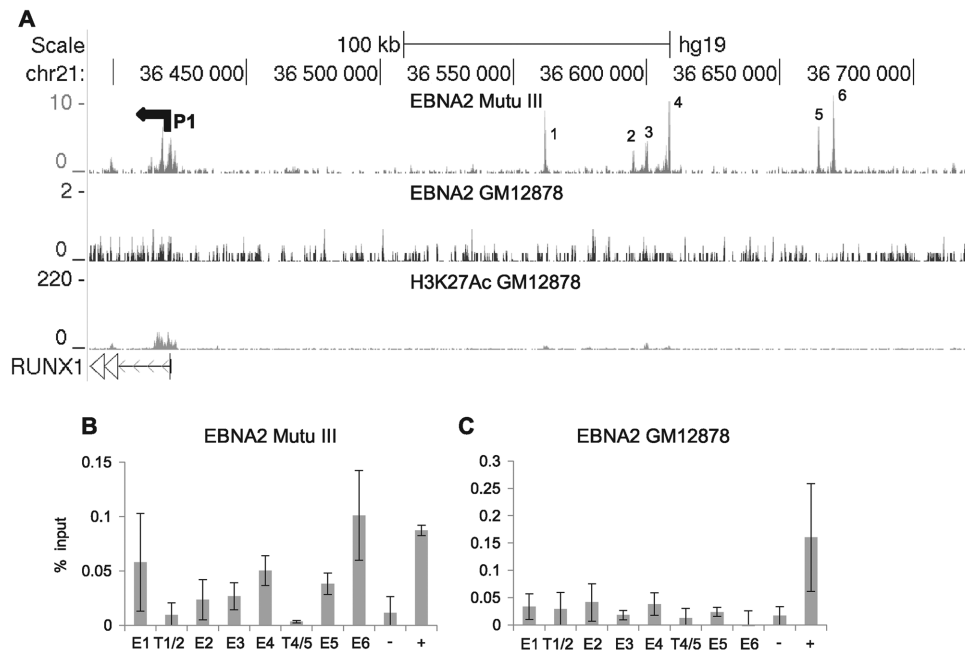 A
Scale 100 kb hg19
chr21: 36 450 000 36 500 000 36 550 000 36 600 000 36 650 000 36 700 000
EBNA2 Mutu III
10 -
0
P1
1 2 3 4 5 6
EBNA2 GM12878
2 -
0
H3K27Ac GM12878
220 -
0
RUNX1
B
EBNA2 Mutu III
% input
0.15
0.1
0.05
0
E1 T1/2 E2 E3 E4 T4/5 E5 E6 - +
C
EBNA2 GM12878
0.3
0.25
0.2
0.15
0.1
0.05
0
E1 T1/2 E2 E3 E4 T4/5 E5 E6 - +